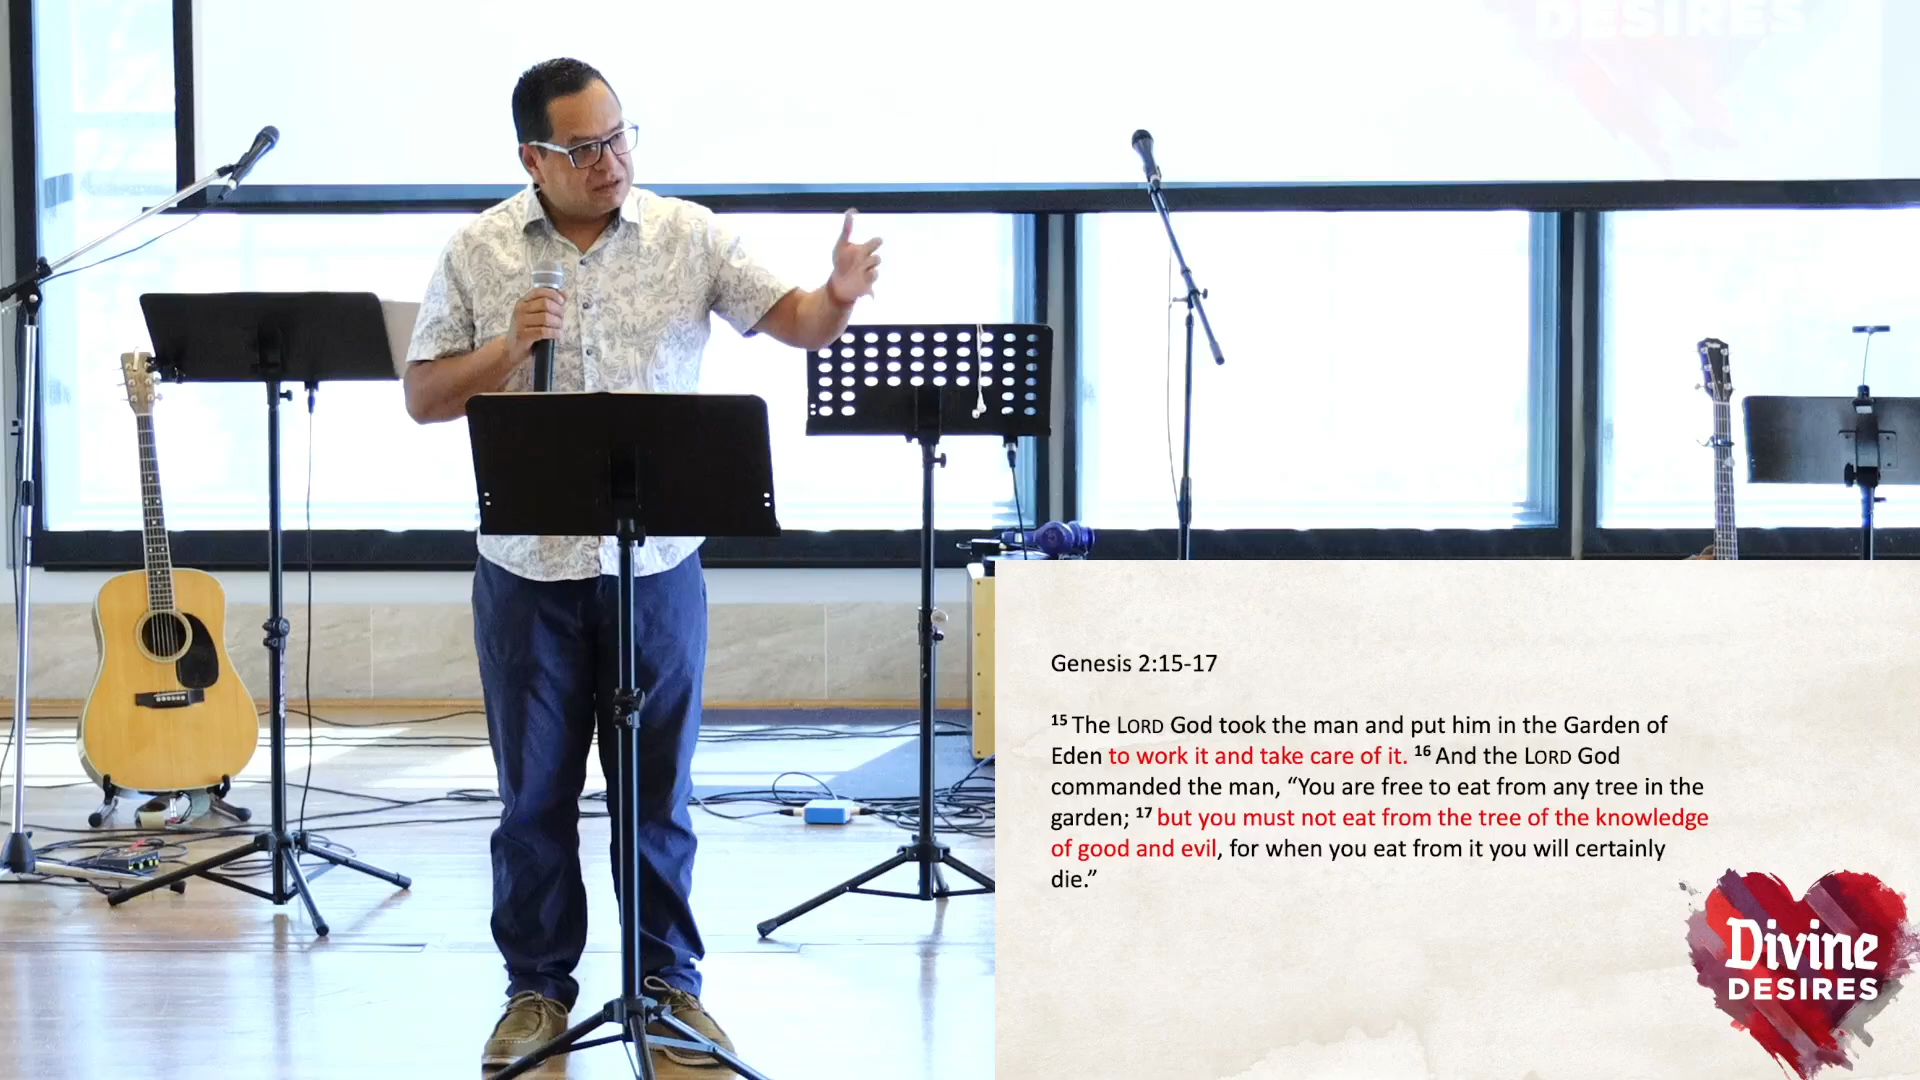 DESIRES
Genesis 2:15-17
15 The LORD God took the man and put him in the Garden of
Eden to work it and take care of it. 16 And the LORD God
commanded the man, “You are free to eat from any tree in the
garden; 17 but you must not eat from the tree of the knowledge
of good and evil, for when you eat from it you will certainly
die.”
Divine
DESIRES